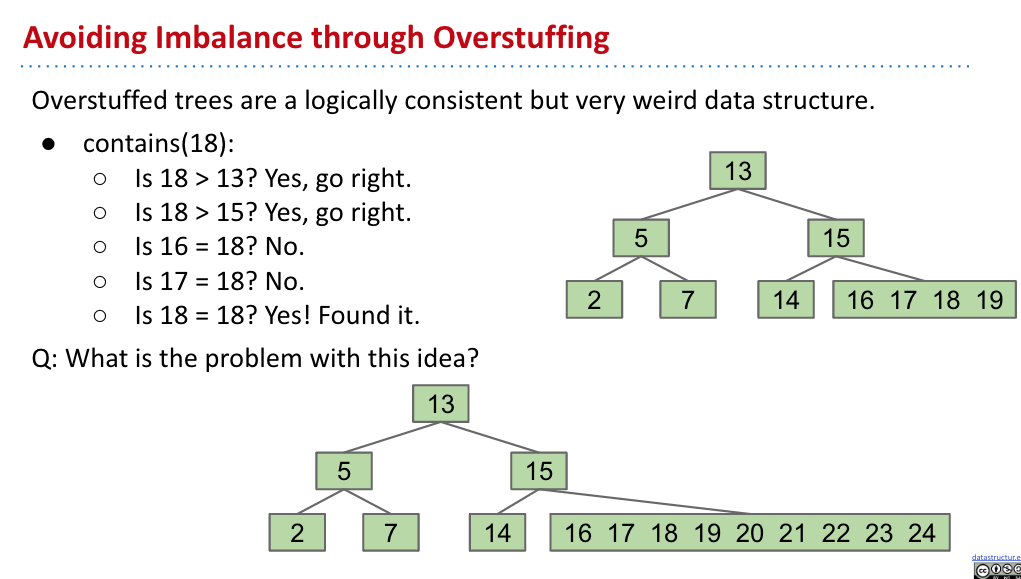 Avoiding Imbalance through Overstuffing
Overstuffed trees are a logically consistent but very weird data structure.
● contains(18):
○ Is 18 > 13? Yes, go right.
○ Is 18 > 15? Yes, go right.
○ Is 16 = 18? No.
○ Is 17 = 18? No.
○ Is 18 = 18? Yes! Found it.
13
5 15
2 7 14 16 17 18 19
Q: What is the problem with this idea?
13
5 15
2 7 14 16 17 18 19 20 21 22 23 24
datastructur.e